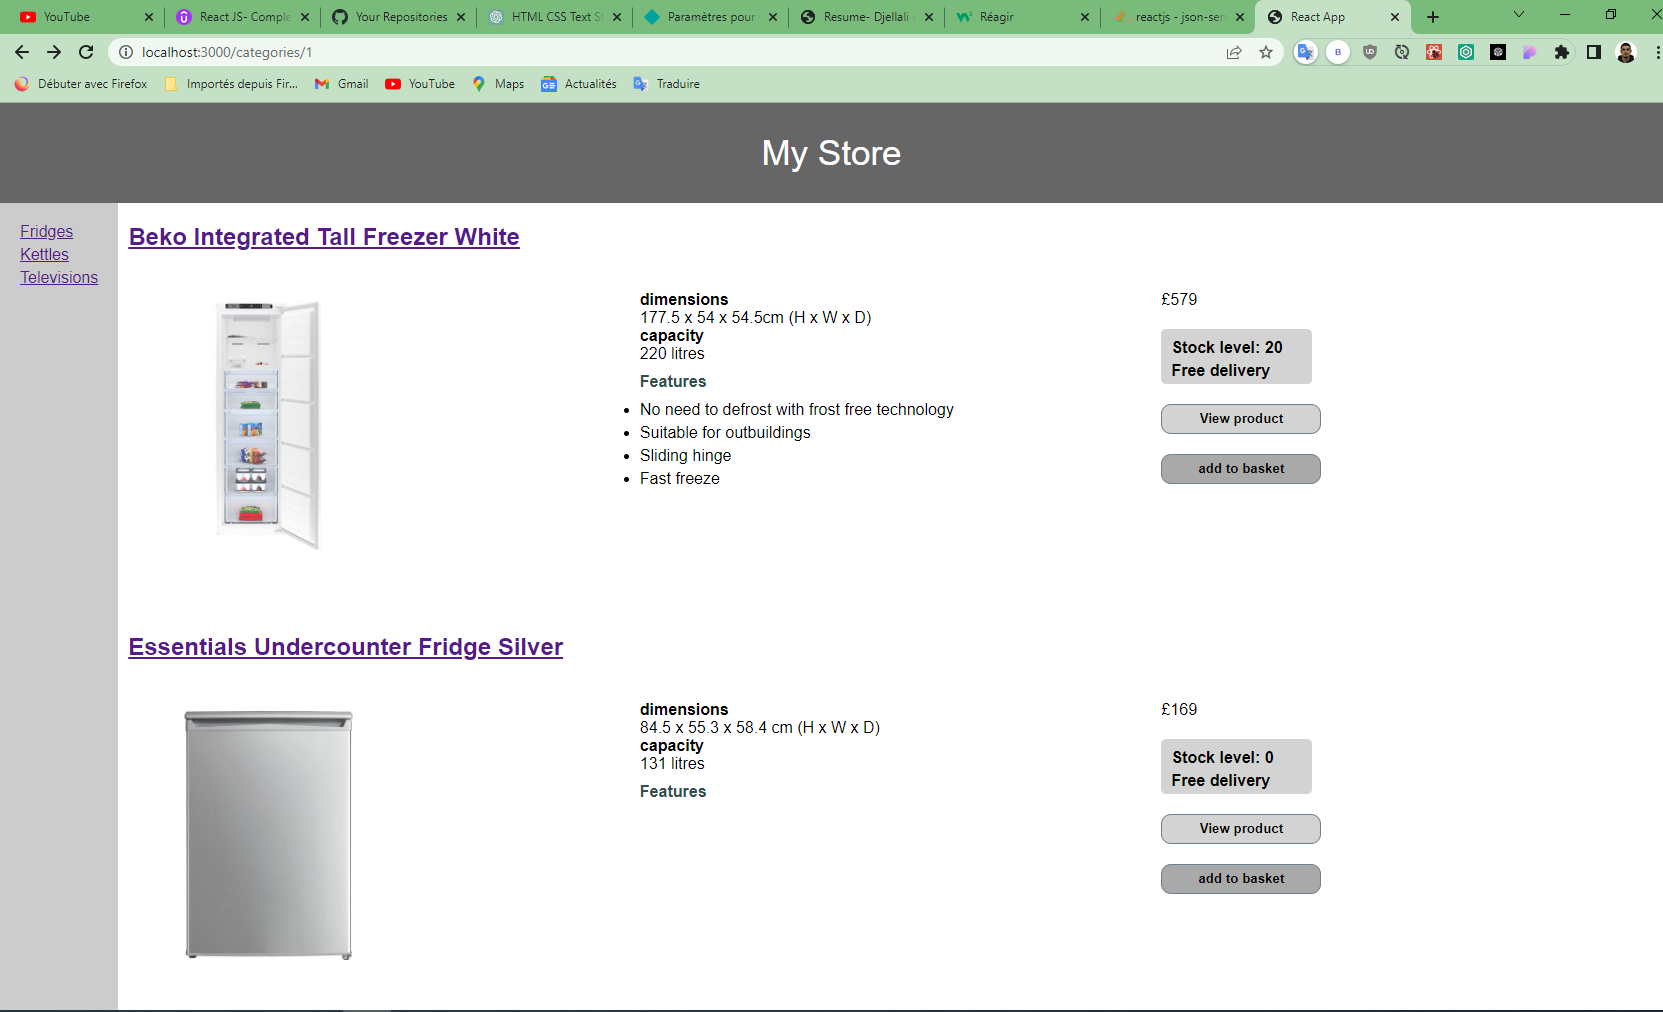 YouTube
React JS- Comple
Your Repositories
HTML CSS Text St
Paramètres pour
Resume- Djellali v
Réagir
reactjs - json-serv
React App
localhost:3000/categories/1
Débuter avec Firefox
Importés depuis Fir...
Gmail
YouTube
Maps
Actualités
Traduire
My Store
Fridges
Kettles
Televisions
Beko Integrated Tall Freezer White
dimensions
177.5 x 54 x 54.5cm (H x W x D)
capacity
220 litres
Features
No need to defrost with frost free technology
Suitable for outbuildings
Sliding hinge
Fast freeze
£579
Stock level: 20
Free delivery
View product
add to basket
Essentials Undercounter Fridge Silver
dimensions
84.5 x 55.3 x 58.4 cm (H x W x D)
capacity
131 litres
Features
£169
Stock level: 0
Free delivery
View product
add to basket